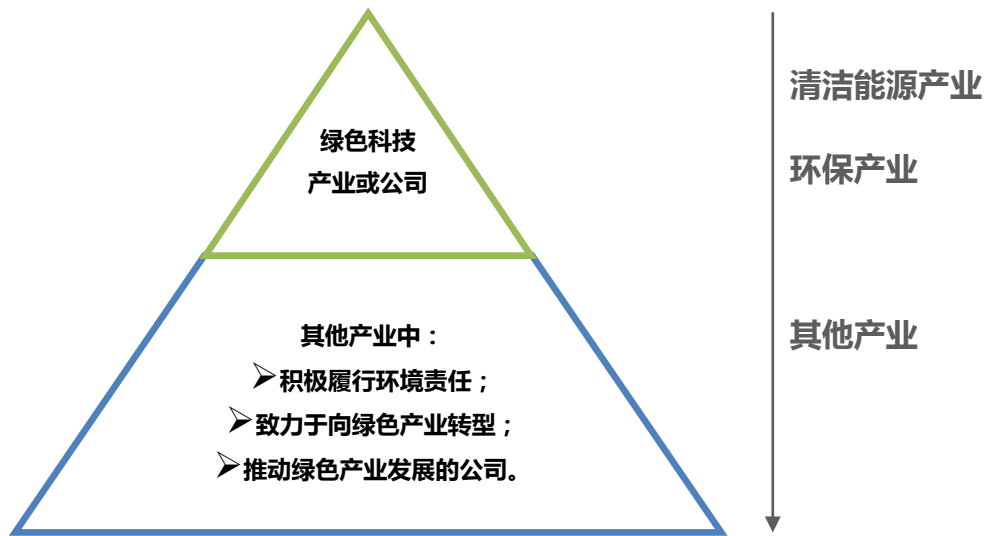 绿色科技
产业或公司
其他产业中：
➢积极履行环境责任；
➢致力于向绿色产业转型；
➢推动绿色产业发展的公司。
清洁能源产业
环保产业
其他产业